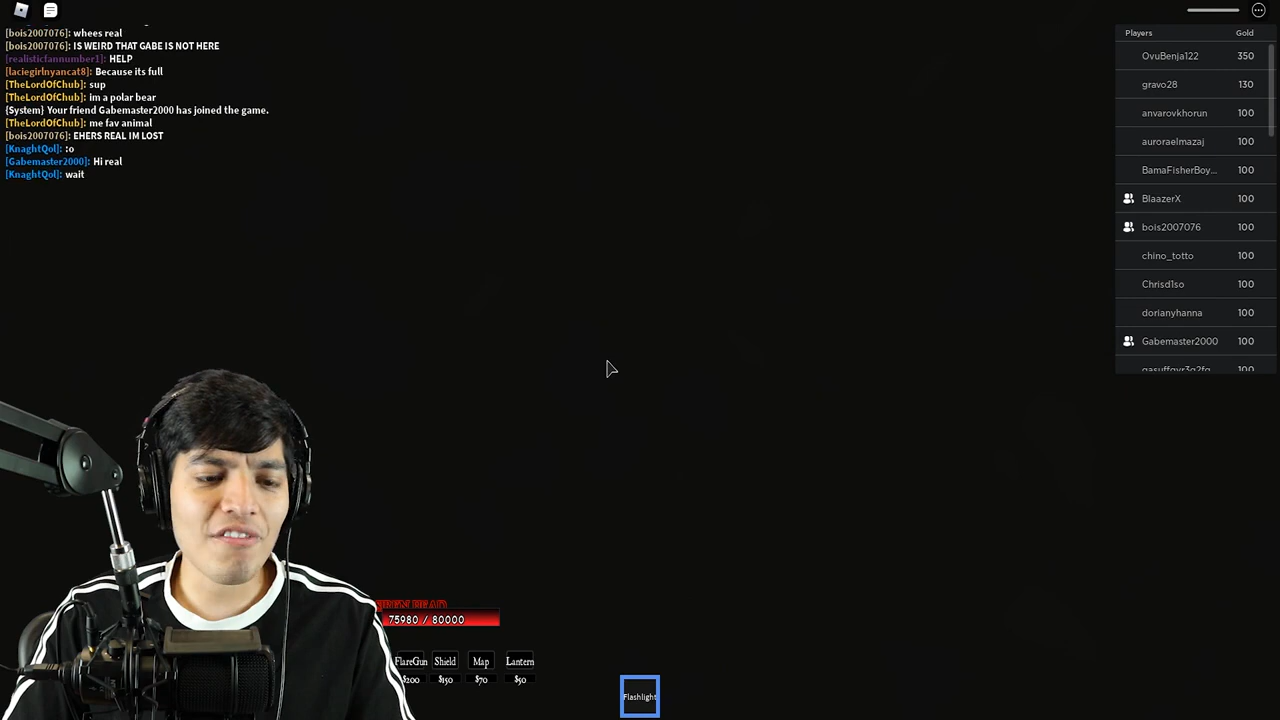 [bois2007076]: whees real
[bois2007076]: IS WEIRD THAT GABE IS NOT HERE
[realisticfannumber1]: HELP
[laciegirlnyancat8]: Because its full
[TheLordOfChub]: sup
[TheLordOfChub]: im a polar bear
{System} Your friend Gabemaster2000 has joined the game.
[TheLordOfChub]: me fav animal
[bois2007076]: EHERS REAL IM LOST
[KnaghtQol]: :o
[Gabemaster2000]: Hi real
[KnaghtQol]: wait
Players Gold
OvuBenja122 350
gravo28 130
anvarovkhorun 100
auroraelmazaj 100
BamaFisherBoy... 100
BlaazerX 100
bois2007076 100
chino_totto 100
Chrisd1so 100
dorianyhanna 100
Gabemaster2000 100
100
SIREN HEAD
75980 / 80000
FlareGun Shield Map Lantern
$200 $150 $70 $50
Flashlight